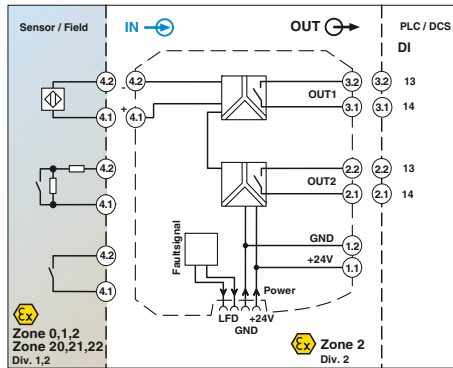 Sensor / Field
IN
OUT
PLC / DCS
DI
4.2
4.2
-
3.2
3.2
13
OUT1
4.1
+
4.1
3.1
3.1
14
4.2
2.2
2.2
13
OUT2
4.1
2.1
2.1
14
Faultsignal
GND
1.2
4.2
+24V
1.1
4.1
Power
LFD
+24V
GND
Ex
Zone 0,1,2
Zone 20,21,22
Div. 1,2
Ex
Zone 2
Div. 2